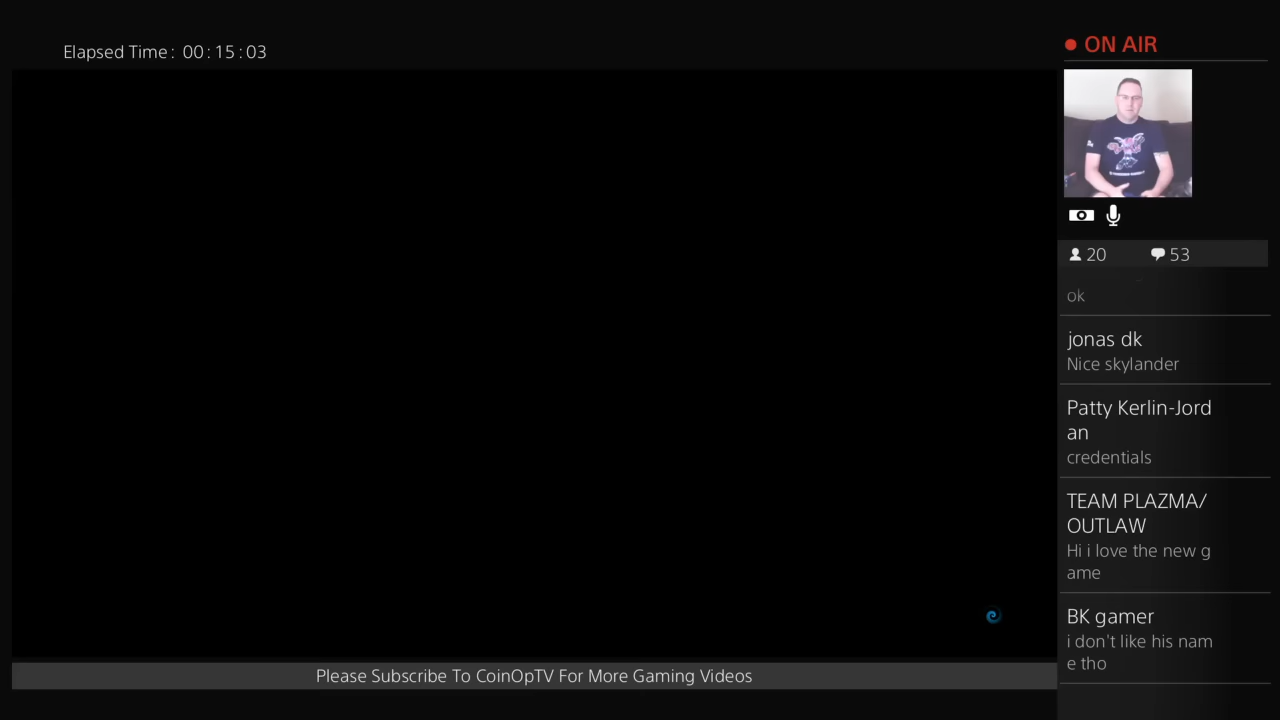 Elapsed Time: 00:15:03
ON AIR
20 53
ok
jonas dk
Nice skylander
Patty Kerlin-Jord
an
credentials
TEAM PLAZMA/
OUTLAW
Hi i love the new g
ame
BK gamer
i don't like his nam
e tho
Please Subscribe To CoinOpTV For More Gaming Videos